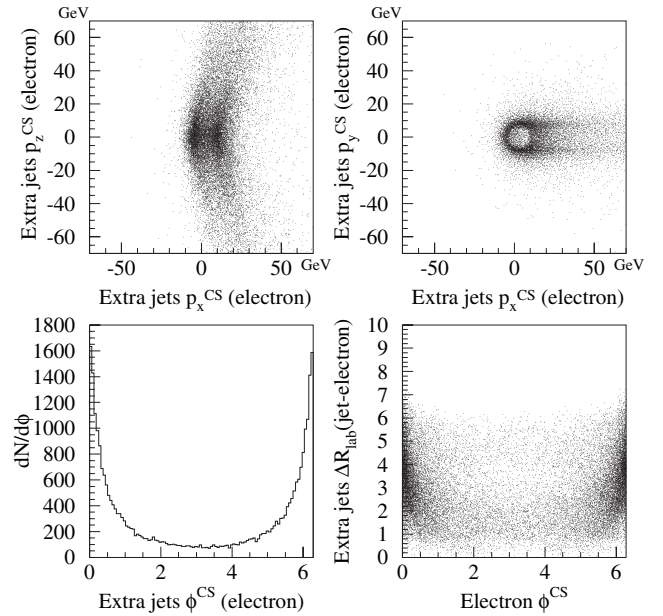 GeV
60
40
20
0
-20
-40
-60
Extra jets p_z^CS (electron)
-50 0 50
GeV
Extra jets p_x^CS (electron)
GeV
60
40
20
0
-20
-40
-60
Extra jets p_y^CS (electron)
-50 0 50
GeV
Extra jets p_x^CS (electron)
1800
1600
1400
1200
1000
800
600
400
200
0
dN/dϕ
0 2 4 6
Extra jets ϕ^CS (electron)
10
9
8
7
6
5
4
3
2
1
0
Extra jets ΔR_lab(jet-electron)
0 2 4 6
Electron ϕ^CS